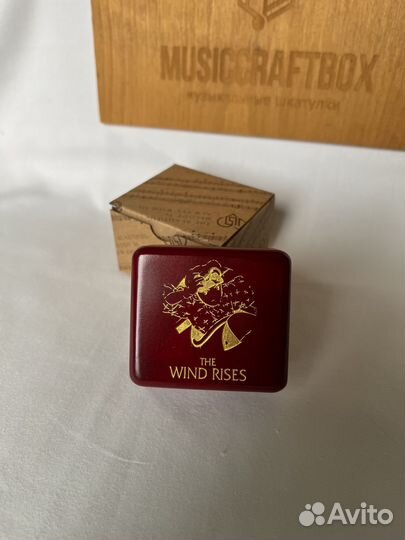 MUSICCRAFTBOX
музыкальные шкатулки
THE
WIND RISES
Avito